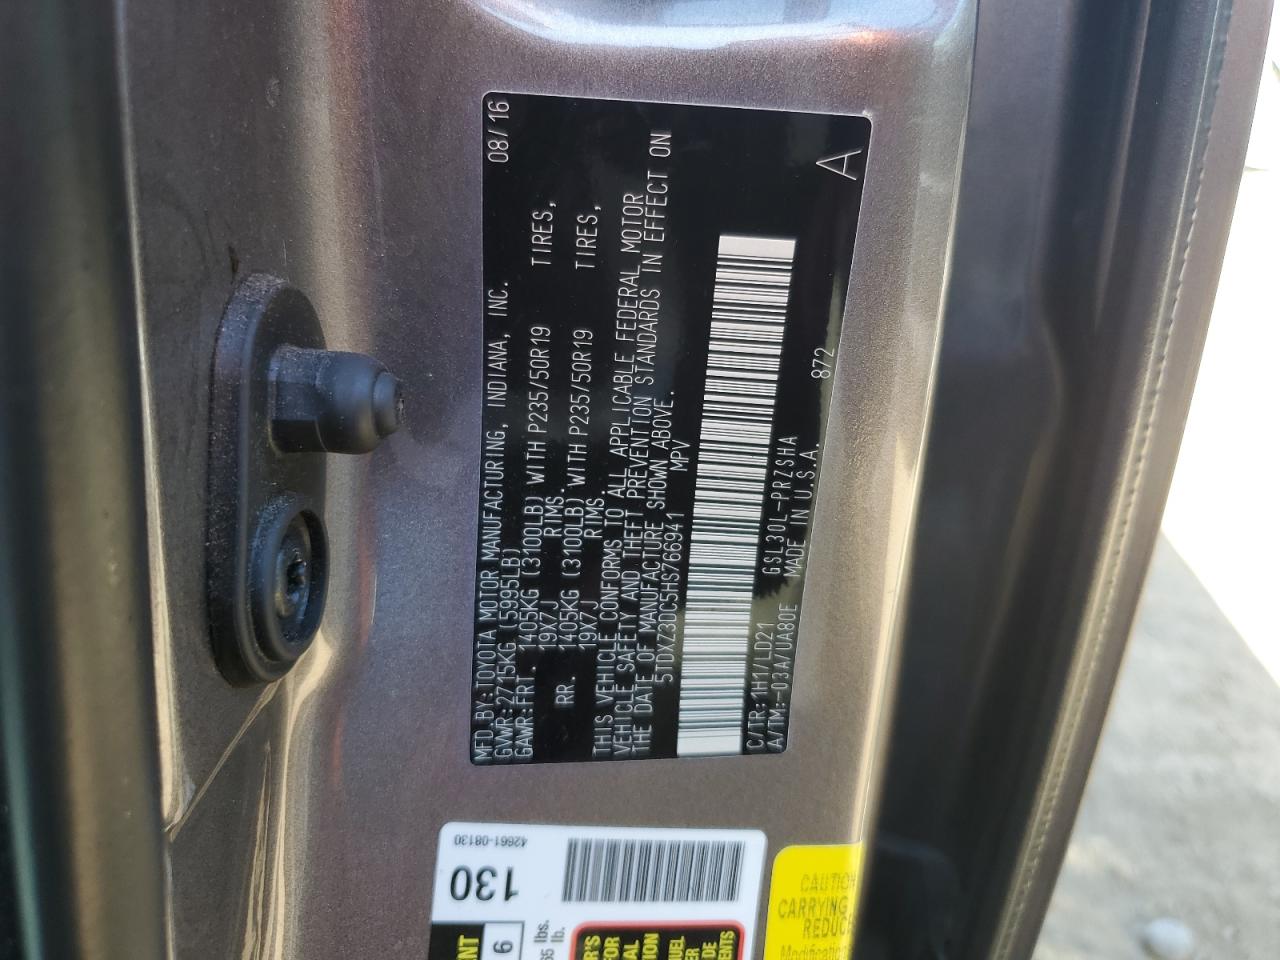 MFD. BY: TOYOTA MOTOR MANUFACTURING, INDIANA, INC. 08/16
GVWR: 2715KG (5995LB)
GAWR: FRT. 1405KG (3100LB) WITH P235/50R19 TIRES,
19X7J RIMS.
RR. 1405KG (3100LB) WITH P235/50R19 TIRES,
19X7J RIMS.
THIS VEHICLE CONFORMS TO ALL APPLICABLE FEDERAL MOTOR
VEHICLE SAFETY AND THEFT PREVENTION STANDARDS IN EFFECT ON
THE DATE OF MANUFACTURE SHOWN ABOVE.
5TDXZ3DC5HS766941 MPV
C/TR: 1H1/LD21 GSL30L-PRZSHA
A/TM: -03A/UA80E MADE IN U.S.A. 872
A
42661-08130
130
CAUTION
CARRYING
REDUCE
Modification